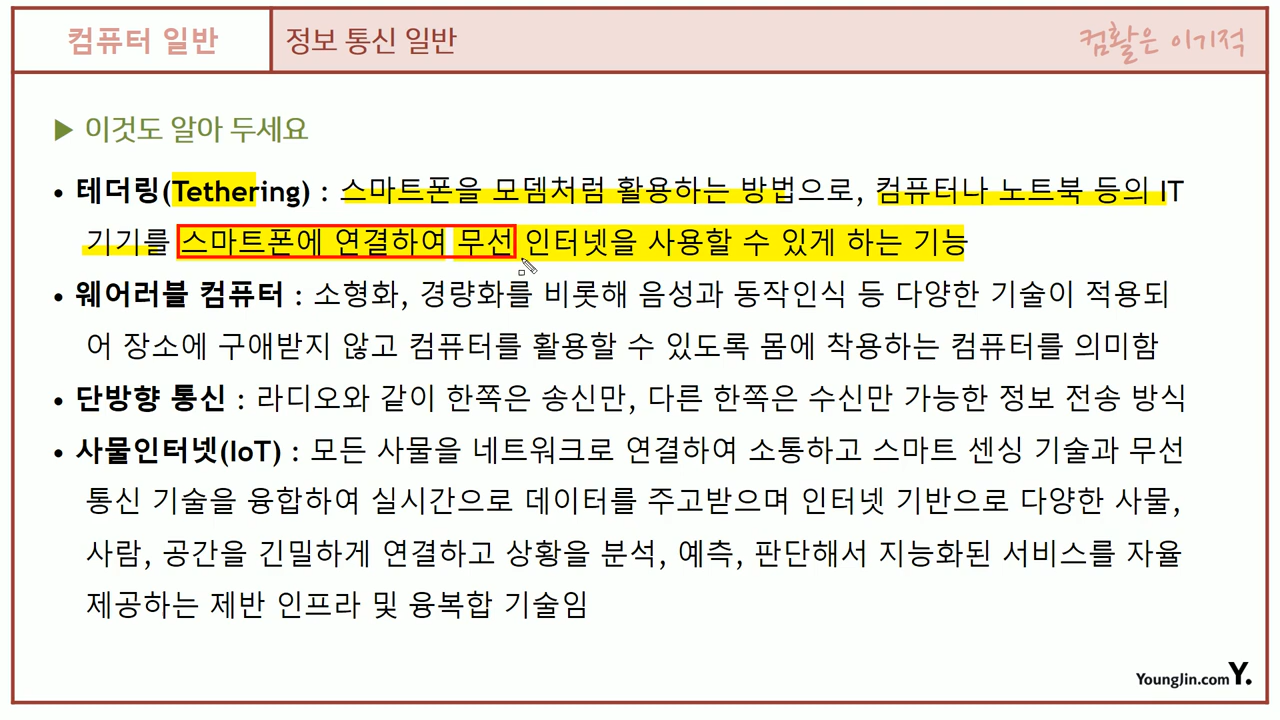 컴퓨터 일반
정보 통신 일반
컴활은 이기적
▶ 이것도 알아 두세요
• 테더링(Tethering) : 스마트폰을 모뎀처럼 활용하는 방법으로, 컴퓨터나 노트북 등의 IT
기기를 스마트폰에 연결하여 무선 인터넷을 사용할 수 있게 하는 기능
• 웨어러블 컴퓨터 : 소형화, 경량화를 비롯해 음성과 동작인식 등 다양한 기술이 적용되
어 장소에 구애받지 않고 컴퓨터를 활용할 수 있도록 몸에 착용하는 컴퓨터를 의미함
• 단방향 통신 : 라디오와 같이 한쪽은 송신만, 다른 한쪽은 수신만 가능한 정보 전송 방식
• 사물인터넷(IoT) : 모든 사물을 네트워크로 연결하여 소통하고 스마트 센싱 기술과 무선
통신 기술을 융합하여 실시간으로 데이터를 주고받으며 인터넷 기반으로 다양한 사물,
사람, 공간을 긴밀하게 연결하고 상황을 분석, 예측, 판단해서 지능화된 서비스를 자율
제공하는 제반 인프라 및 융복합 기술임
YoungJin.com Y.